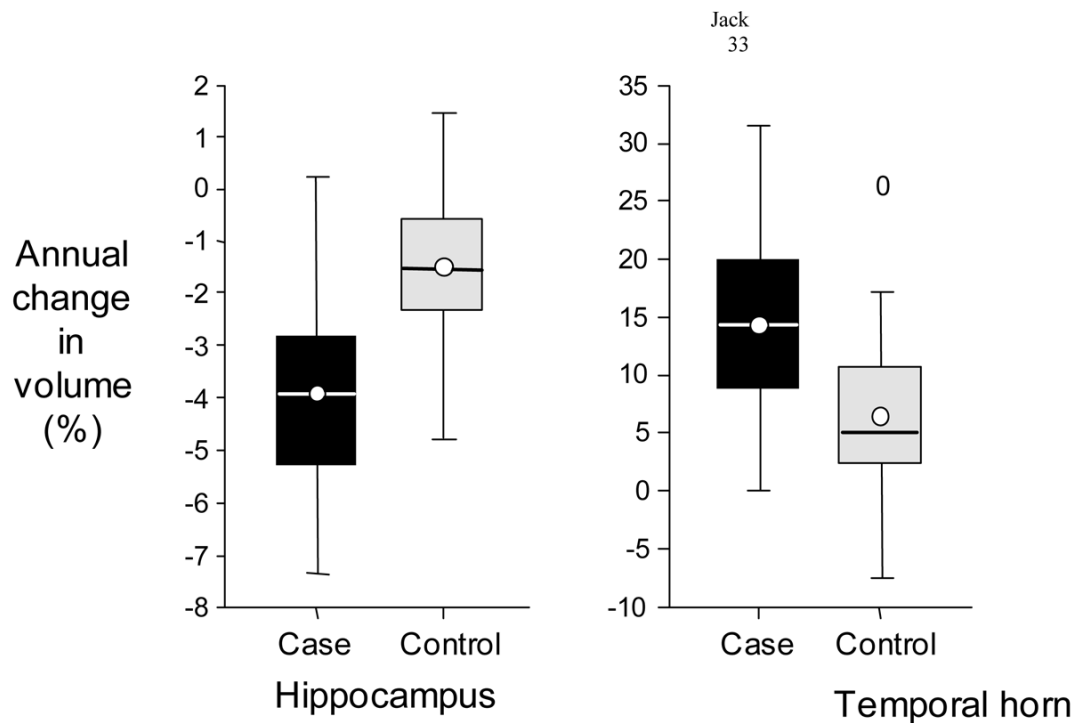 Jack
33
Annual
change
in
volume
(%)
2
1
0
-1
-2
-3
-4
-5
-6
-7
-8
Case Control
Hippocampus
35
30
25
20
15
10
5
0
-5
-10
0
Case Control
Temporal horn